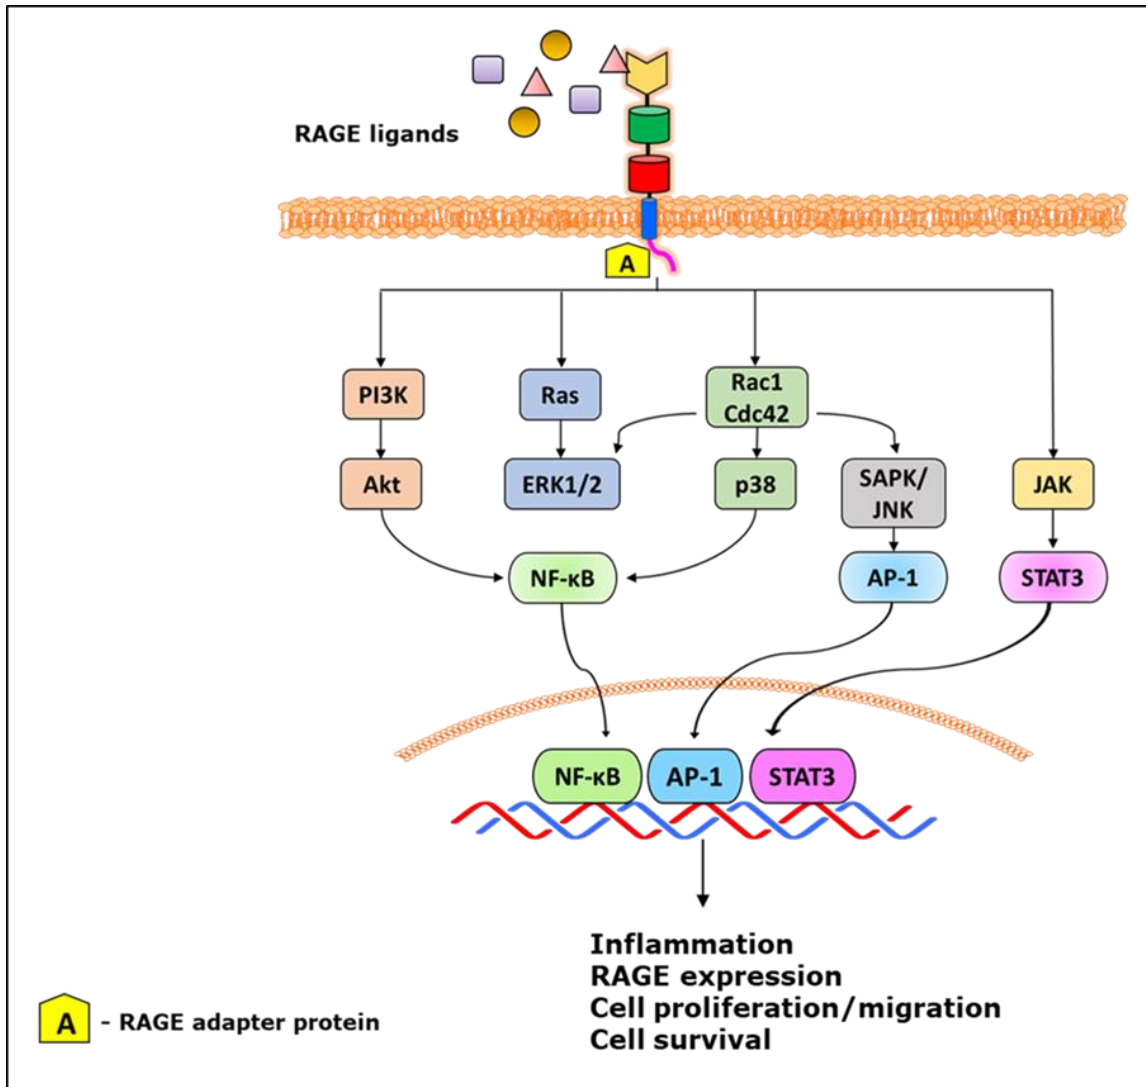 RAGE ligands
A
PI3K
Ras
Rac1
Cdc42
Akt
ERK1/2
p38
SAPK/
JNK
JAK
NF-κB
AP-1
STAT3
NF-κB
AP-1
STAT3
Inflammation
RAGE expression
Cell proliferation/migration
Cell survival
A - RAGE adapter protein